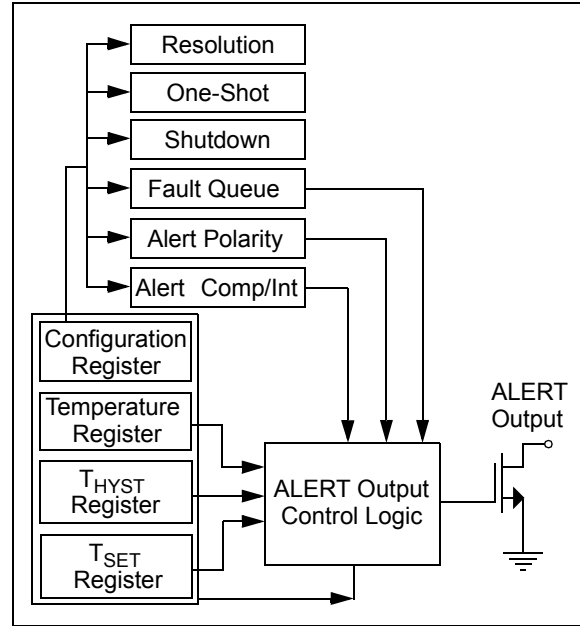 Resolution
One-Shot
Shutdown
Fault Queue
Alert Polarity
Alert Comp/Int
Configuration
Register
Temperature
Register
THYST
Register
TSET
Register
ALERT Output
Control Logic
ALERT
Output